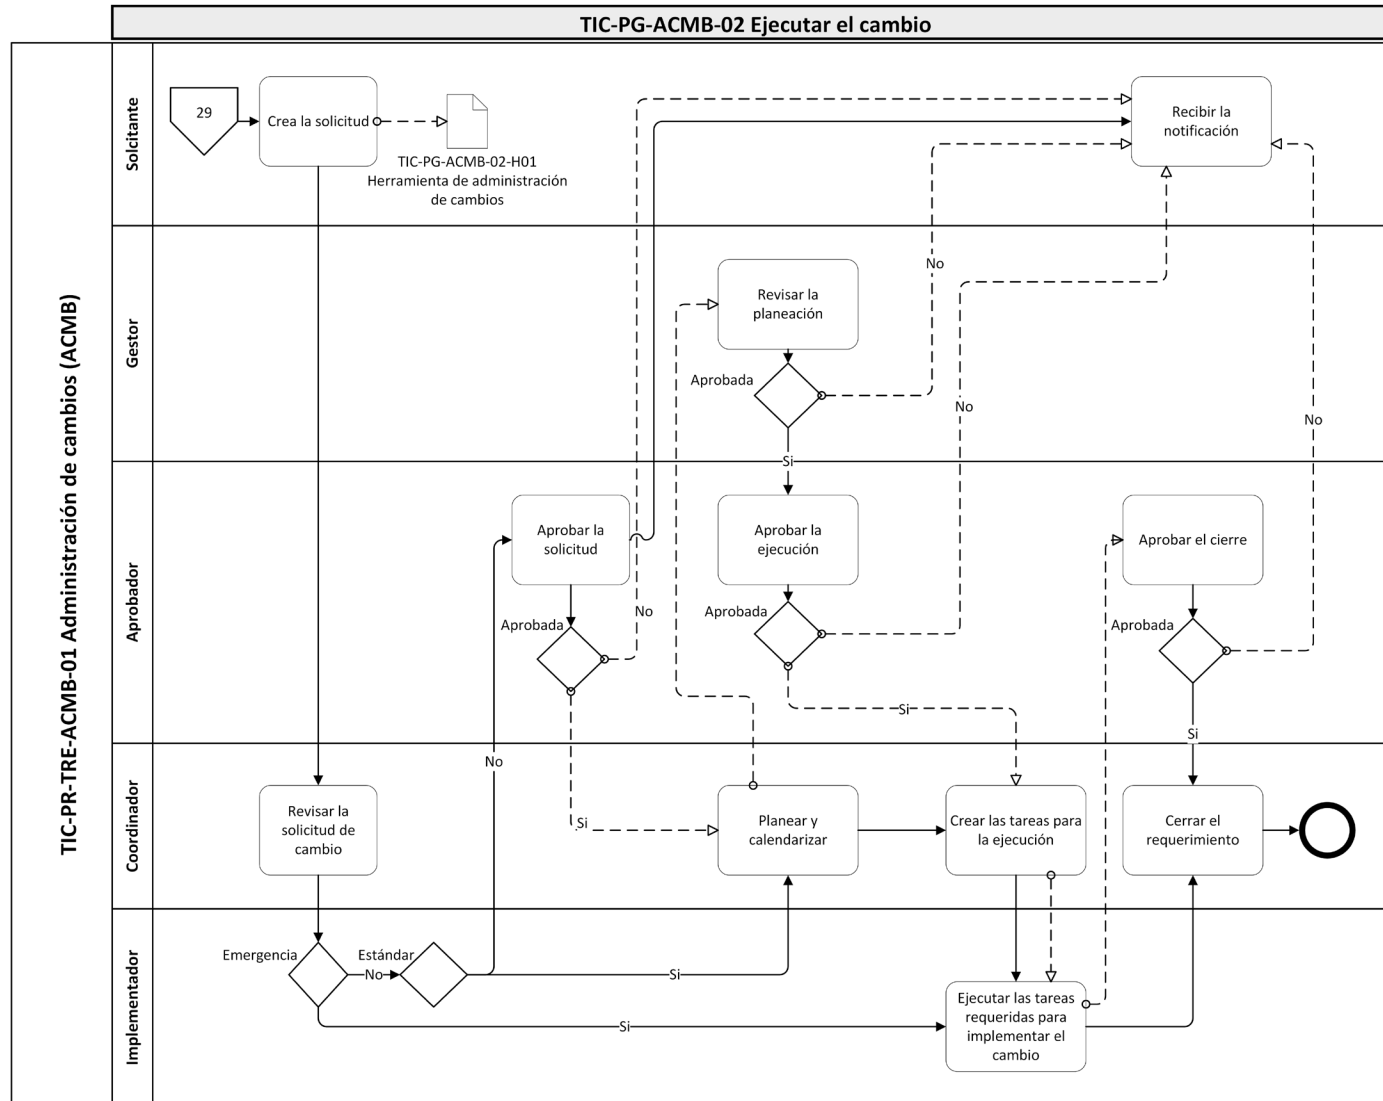 TIC-PG-ACMB-02 Ejecutar el cambio
TIC-PR-TRE-ACMB-01 Administración de cambios (ACMB)
Solcitante
29
Crea la solicitud
TIC-PG-ACMB-02-H01
Herramienta de administración
de cambios
Recibir la
notificación
Gestor
Revisar la
planeación
Aprobada
No
No
No
Si
Aprobador
Aprobar la
solicitud
Aprobada
No
Aprobar la
ejecución
Aprobada
Si
Aprobar el cierre
Aprobada
Si
Coordinador
No
Revisar la
solicitud de
cambio
Si
Planear y
calendarizar
Crear las tareas para
la ejecución
Cerrar el
requerimiento
Implementador
Emergencia
No
Estándar
Si
Si
Ejecutar las tareas
requeridas para
implementar el
cambio